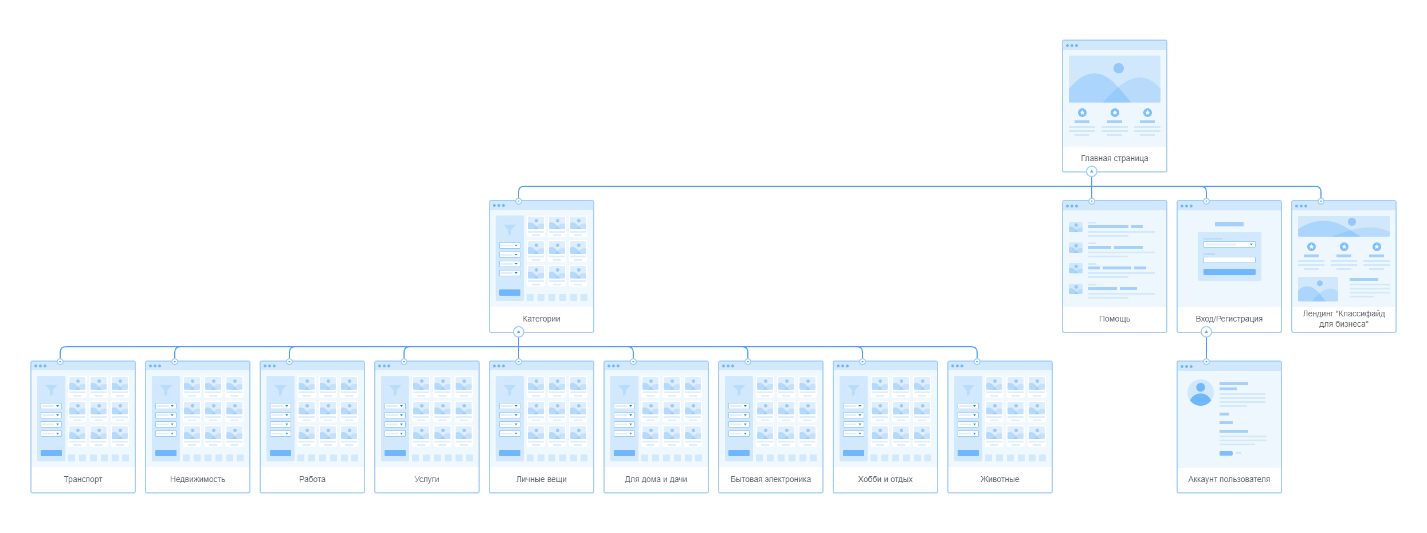 Главная страница
Категории
Помощь
Вход/Регистрация
Лендинг "Классифайд
для бизнеса"
Транспорт
Недвижимость
Работа
Услуги
Личные вещи
Для дома и дачи
Бытовая электроника
Хобби и отдых
Животные
Аккаунт пользователя